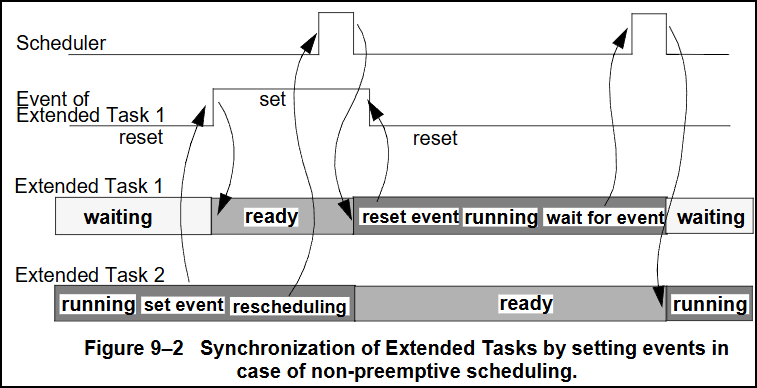 Scheduler
Event of
Extended Task 1
set
reset
reset
Extended Task 1
waiting
ready
reset event
running
wait for event
waiting
Extended Task 2
running
set event
rescheduling
ready
running
Figure 9–2 Synchronization of Extended Tasks by setting events in
case of non-preemptive scheduling.